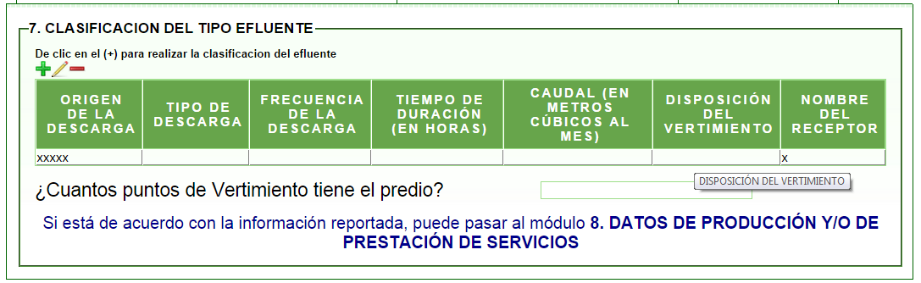 7. CLASIFICACION DEL TIPO EFLUENTE
De clic en el (+) para realizar la clasificacion del efluente
ORIGEN DE LA DESCARGA
TIPO DE DESCARGA
FRECUENCIA DE LA DESCARGA
TIEMPO DE DURACIÓN (EN HORAS)
CAUDAL (EN METROS CÚBICOS AL MES)
DISPOSICIÓN DEL VERTIMIENTO
NOMBRE DEL RECEPTOR
xxxxx
x
DISPOSICIÓN DEL VERTIMIENTO
¿Cuantos puntos de Vertimiento tiene el predio?
Si está de acuerdo con la información reportada, puede pasar al módulo 8. DATOS DE PRODUCCIÓN Y/O DE
PRESTACIÓN DE SERVICIOS